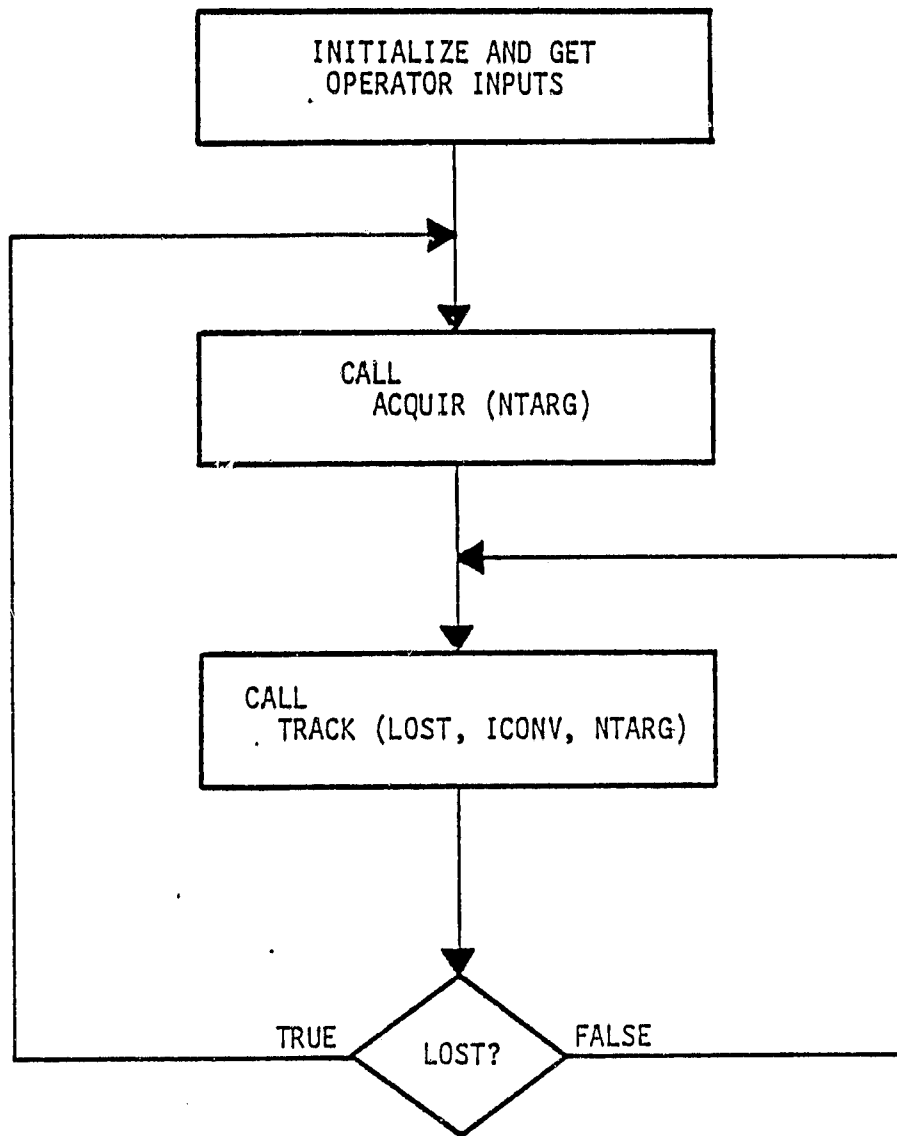 INITIALIZE AND GET
OPERATOR INPUTS
CALL
ACQUIR (NTARG)
CALL
TRACK (LOST, ICONV, NTARG)
TRUE
LOST?
FALSE